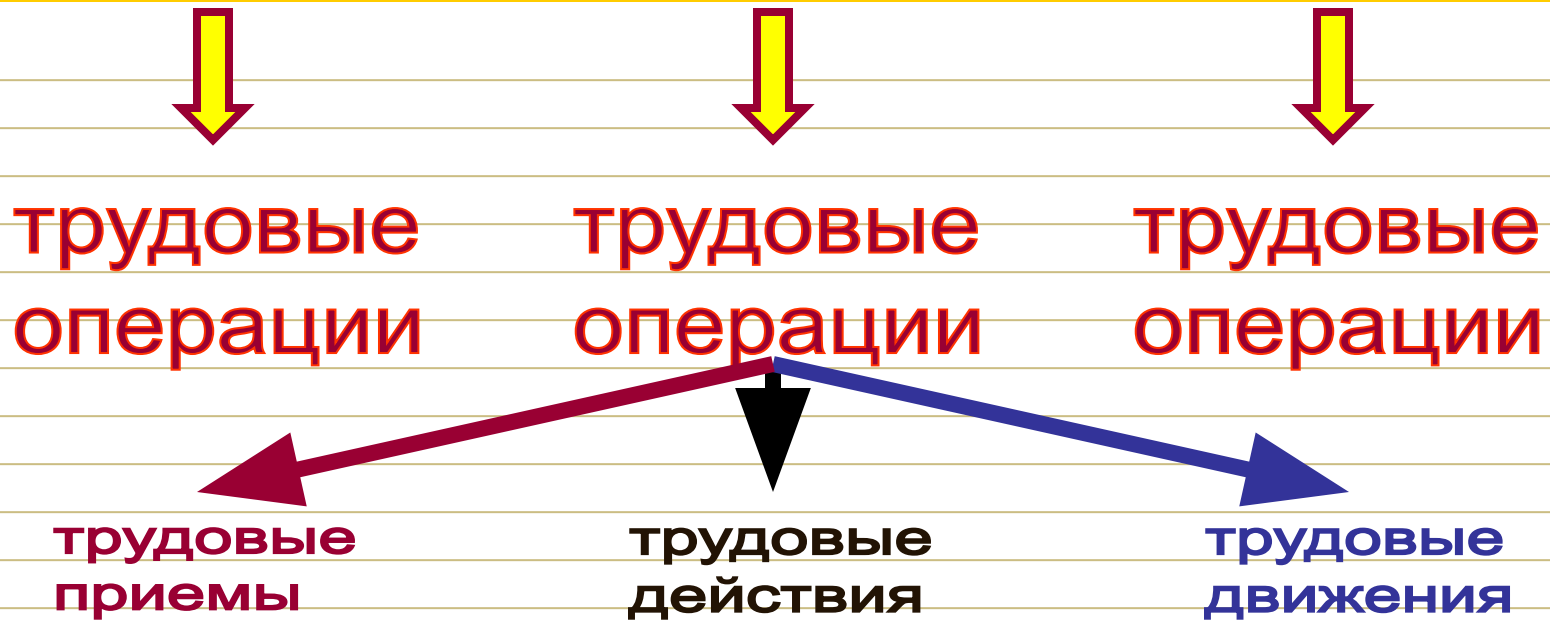 трудовые трудовые трудовые
операции операции операции
трудовые трудовые трудовые
приемы действия движения